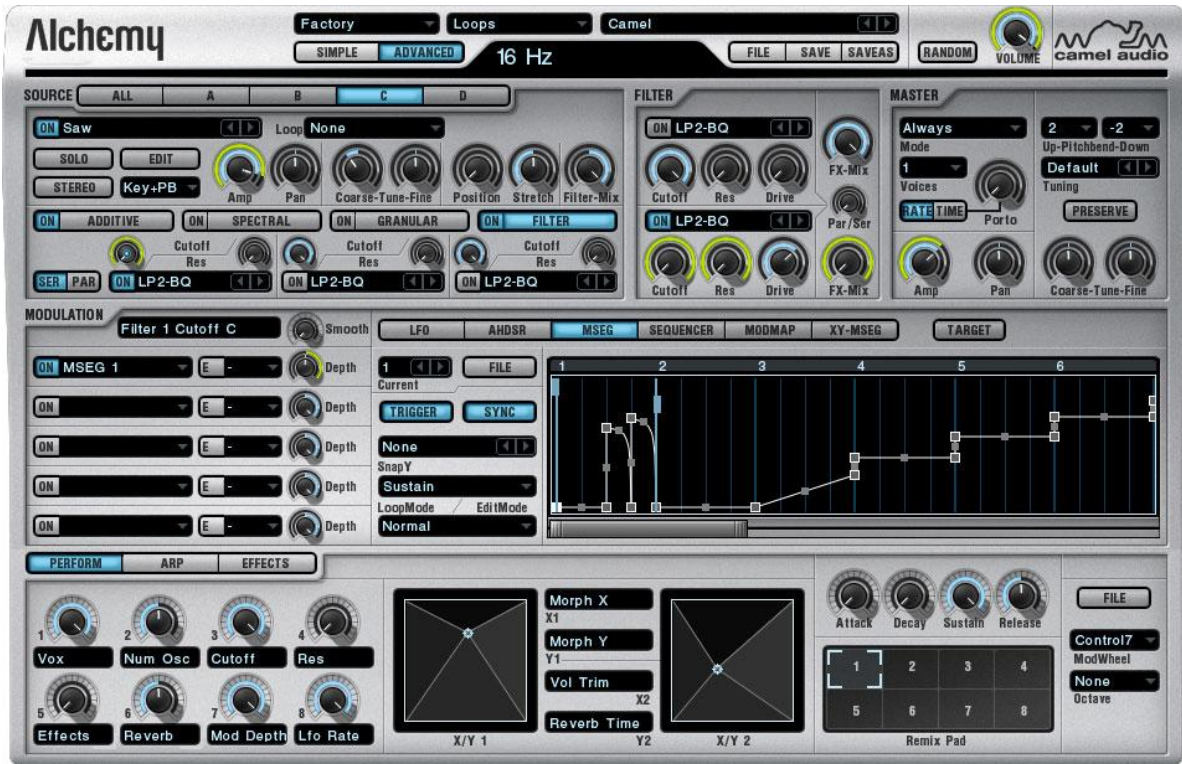 Alchemy
Factory Loops Camel
SIMPLE ADVANCED 16 Hz FILE SAVE SAVEAS RANDOM VOLUME camel audio
SOURCE ALL A B C D
ON Saw Loop None
SOLO EDIT
STEREO Key+PB
Amp Pan Coarse-Tune-Fine Position Stretch Filter-Mix
ON ADDITIVE ON SPECTRAL ON GRANULAR ON FILTER
Cutoff Cutoff Cutoff
Res Res Res
SER PAR ON LP2-BQ ON LP2-BQ ON LP2-BQ
FILTER
ON LP2-BQ
Cutoff Res Drive FX-Mix
ON LP2-BQ Par/Ser
Cutoff Res Drive FX-Mix
MASTER
Always 2 -2
Mode Up-Pitchbend-Down
1 Default
Voices Tuning
RATE TIME Porto PRESERVE
Amp Pan Coarse-Tune-Fine
MODULATION
Filter 1 Cutoff C Smooth
ON MSEG 1 E - Depth
ON E - Depth
ON E - Depth
ON E - Depth
ON E - Depth
LFO AHDSR MSEG SEQUENCER MODMAP XY-MSEG TARGET
1 FILE
Current
TRIGGER SYNC
None
SnapY
Sustain
LoopMode / EditMode
Normal
1 2 3 4 5 6
PERFORM ARP EFFECTS
1 2 3 4
Vox Num Osc Cutoff Res
5 6 7 8
Effects Reverb Mod Depth Lfo Rate
X/Y 1
Morph X
X1
Morph Y
Y1
Vol Trim
X2
Reverb Time
Y2
X/Y 2
Attack Decay Sustain Release
1 2 3 4
5 6 7 8
Remix Pad
FILE
Control7
ModWheel
None
Octave